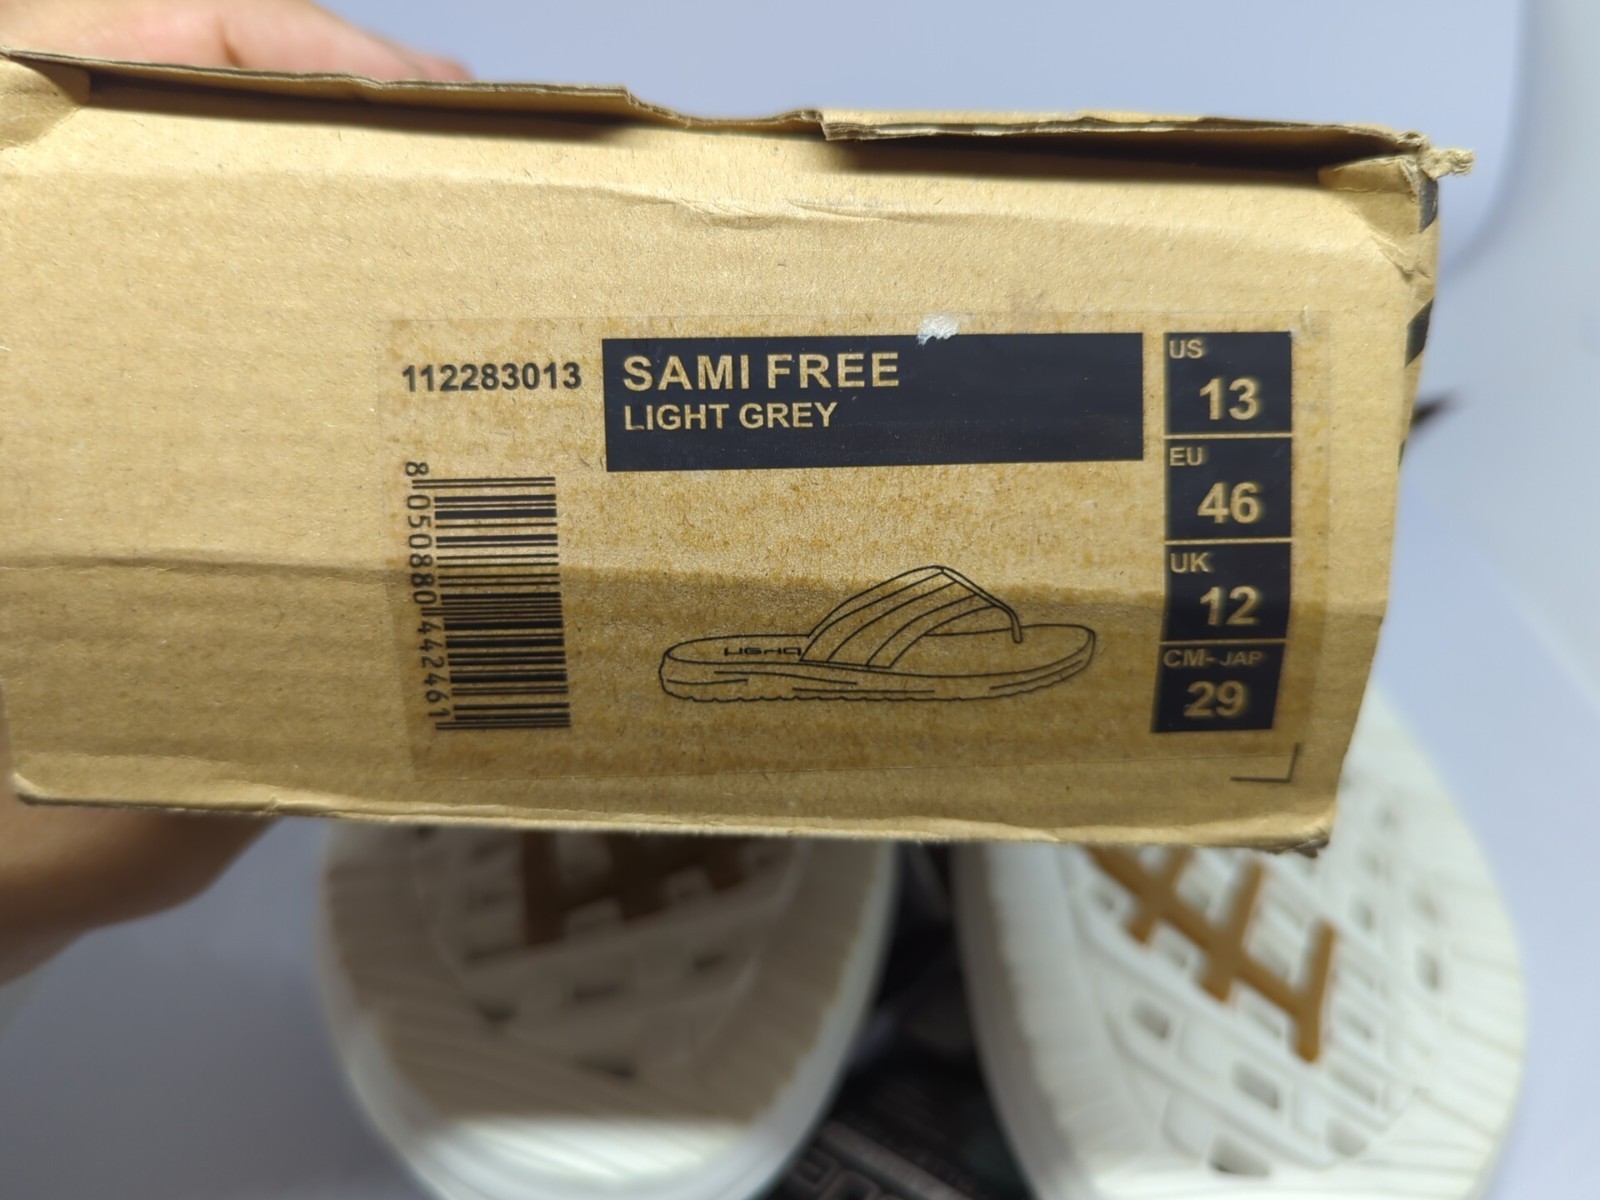 112283013
SAMI FREE
LIGHT GREY
US
13
EU
46
UK
12
CM-JAP
29
8 050880 442461